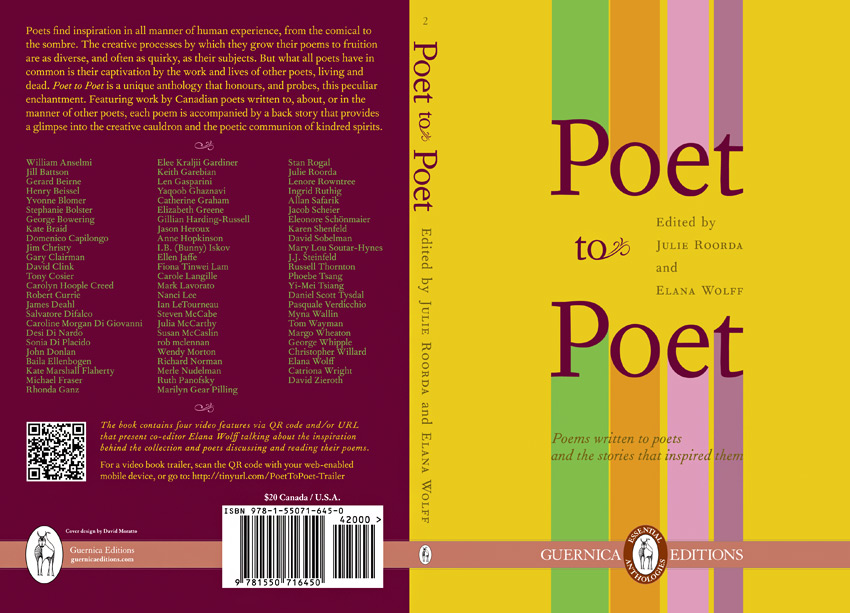 Poets find inspiration in all manner of human experience, from the comical to
the sombre. The creative processes by which they grow their poems to fruition
are as diverse, and often as quirky, as their subjects. But what all poets have in
common is their captivation by the work and lives of other poets, living and
dead. Poet to Poet is a unique anthology that honours, and probes, this peculiar
enchantment. Featuring work by Canadian poets written to, about, or in the
manner of other poets, each poem is accompanied by a back story that provides
a glimpse into the creative cauldron and the poetic communion of kindred spirits.
William Anselmi
Jill Battson
Gerard Beirne
Henry Beissel
Yvonne Blomer
Stephanie Bolster
George Bowering
Kate Braid
Domenico Capilongo
Jim Christy
Gary Clairman
David Clink
Tony Cosier
Carolyn Hoople Creed
Robert Currie
James Deahl
Salvatore Difalco
Caroline Morgan Di Giovanni
Desi Di Nardo
Sonia Di Placido
John Donlan
Baila Ellenbogen
Kate Marshall Flaherty
Michael Fraser
Rhonda Ganz
Elee Kraljii Gardiner
Keith Garebian
Len Gasparini
Yaqoob Ghaznavi
Catherine Graham
Elizabeth Greene
Gillian Harding-Russell
Jason Heroux
Anne Hopkinson
I.B. (Bunny) Iskov
Ellen Jaffe
Fiona Tinwei Lam
Carole Langille
Mark Lavorato
Nanci Lee
Ian LeTourneau
Steven McCabe
Julia McCarthy
Susan McCaslin
rob mclennan
Wendy Morton
Richard Norman
Merle Nudelman
Ruth Panofsky
Marilyn Gear Pilling
Stan Rogal
Julie Roorda
Lenore Rowntree
Ingrid Ruthig
Allan Safarik
Jacob Scheier
Eleonore Schönmaier
Karen Shenfeld
David Sobelman
Mary Lou Soutar-Hynes
J.J. Steinfeld
Russell Thornton
Phoebe Tsang
Yi-Mei Tsiang
Daniel Scott Tysdal
Pasquale Verdicchio
Myna Wallin
Tom Wayman
Margo Wheaton
George Whipple
Christopher Willard
Elana Wolff
Catriona Wright
David Zieroth
The book contains four video features via QR code and/or URL
that present co-editor Elana Wolff talking about the inspiration
behind the collection and poets discussing and reading their poems.
For a video book trailer, scan the QR code with your web-enabled
mobile device, or go to: http://tinyurl.com/PoetToPoet-Trailer
$20 Canada / U.S.A.
ISBN 978-1-55071-645-0
42000 >
9 781550 716450
Cover design by David Moratto
Guernica Editions
guernicaeditions.com
2
Poet to Poet
Edited by Julie Roorda and Elana Wolff
Poet
to
Poet
Edited by
Julie Roorda
and
Elana Wolff
Poems written to poets
and the stories that inspired them
GUERNICA EDITIONS
ESSENTIAL
ANTHOLOGIES